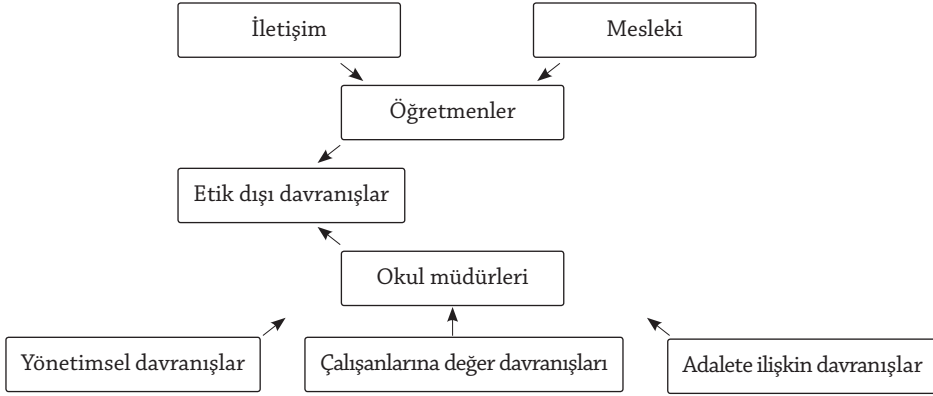 İletişim
Mesleki
Öğretmenler
Etik dışı davranışlar
Okul müdürleri
Yönetimsel davranışlar
Çalışanlarına değer davranışları
Adalete ilişkin davranışlar